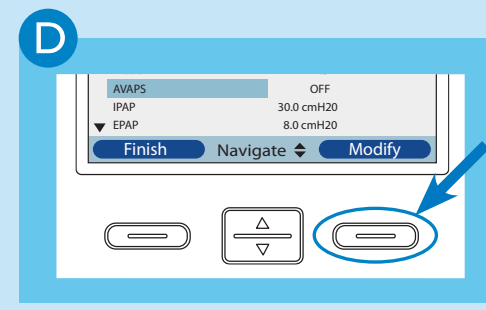 D
AVAPS OFF
IPAP 30.0 cmH20
EPAP 8.0 cmH20
Finish Navigate Modify